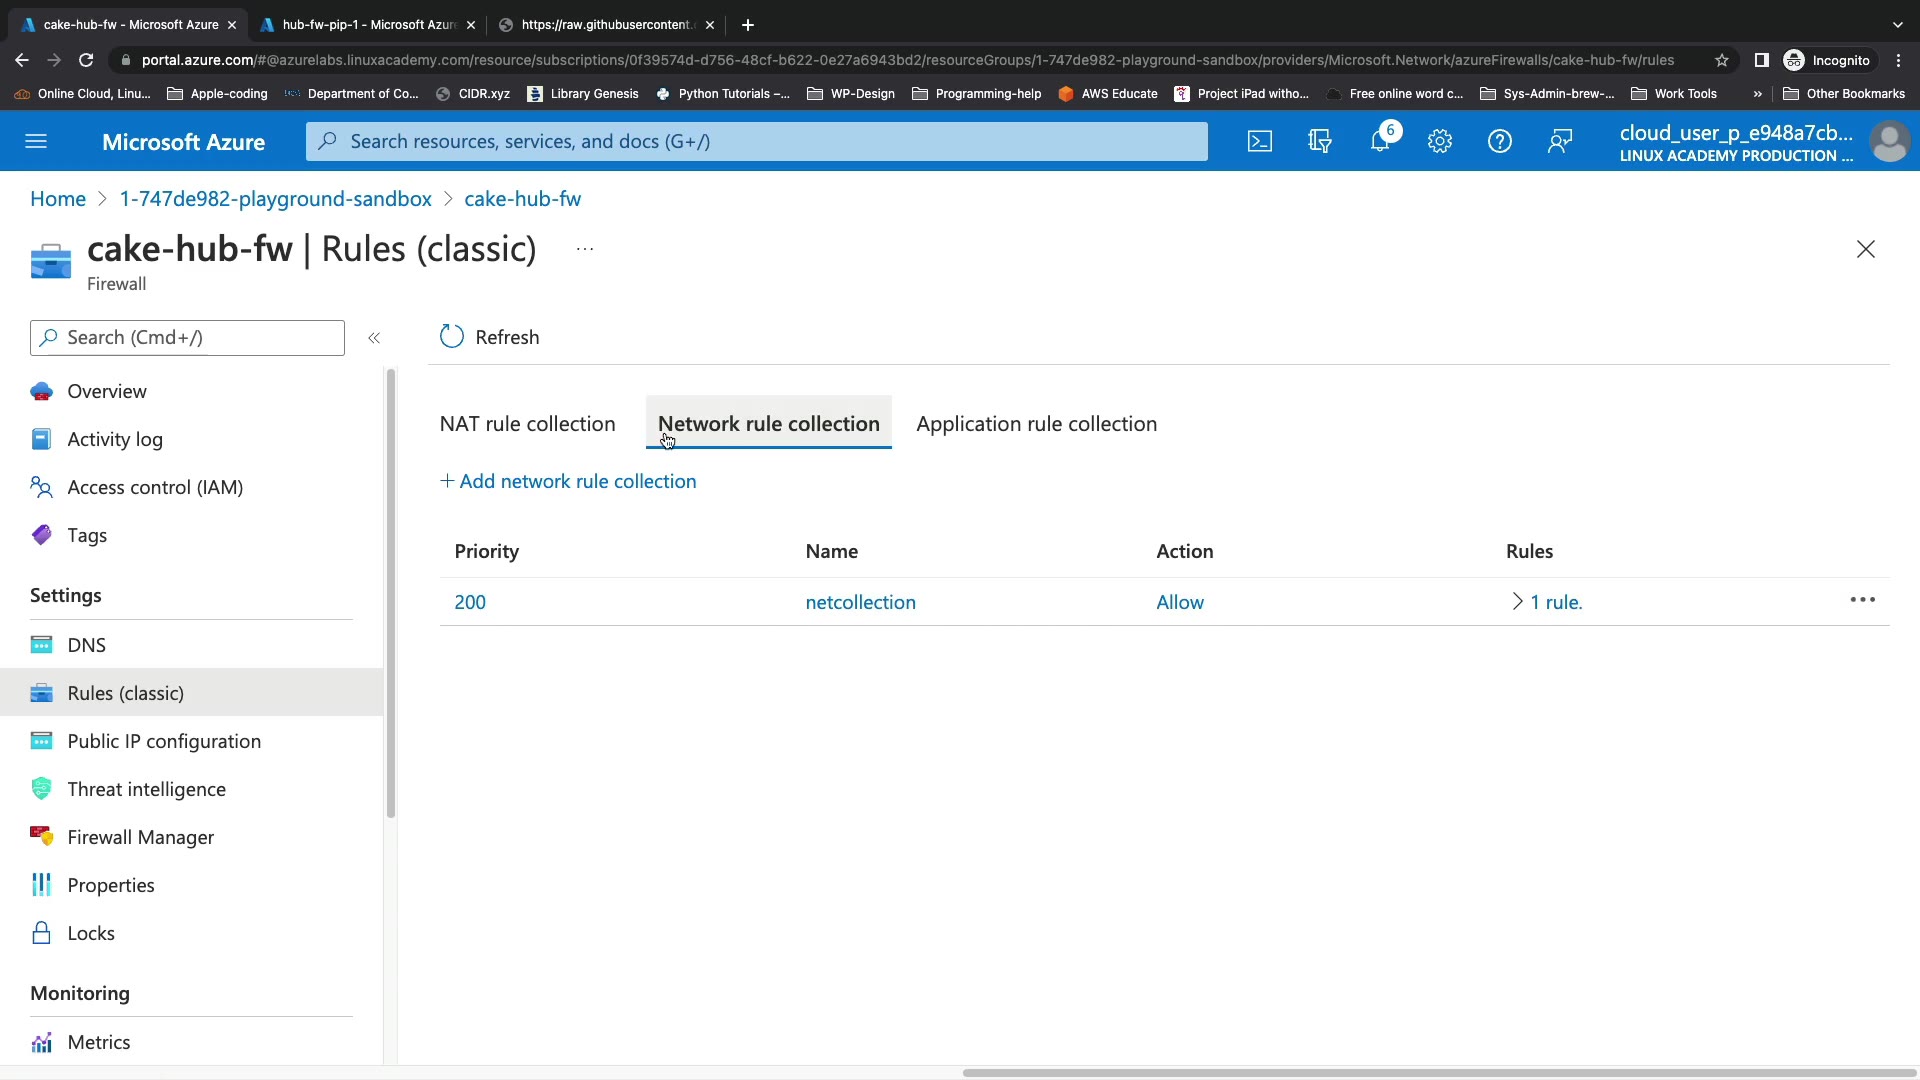 cake-hub-fw - Microsoft Azure
hub-fw-pip-1 - Microsoft Azure
https://raw.githubusercontent.
portal.azure.com/#@azurelabs.linuxacademy.com/resource/subscriptions/0f39574d-d756-48cf-b622-0e27a6943bd2/resourceGroups/1-747de982-playground-sandbox/providers/Microsoft.Network/azureFirewalls/cake-hub-fw/rules
Incognito
Online Cloud, Linu...
Apple-coding
Department of Co...
CIDR.xyz
Library Genesis
Python Tutorials –...
WP-Design
Programming-help
AWS Educate
Project iPad witho...
Free online word c...
Sys-Admin-brew-...
Work Tools
»
Other Bookmarks
Microsoft Azure
Search resources, services, and docs (G+/)
6
cloud_user_p_e948a7cb...
LINUX ACADEMY PRODUCTION ...
Home > 1-747de982-playground-sandbox > cake-hub-fw
cake-hub-fw | Rules (classic) ...
Firewall
Search (Cmd+/)
«
Refresh
Overview
Activity log
Access control (IAM)
Tags
Settings
DNS
Rules (classic)
Public IP configuration
Threat intelligence
Firewall Manager
Properties
Locks
Monitoring
Metrics
NAT rule collection
Network rule collection
Application rule collection
+ Add network rule collection
Priority Name Action Rules
200 netcollection Allow > 1 rule. ...